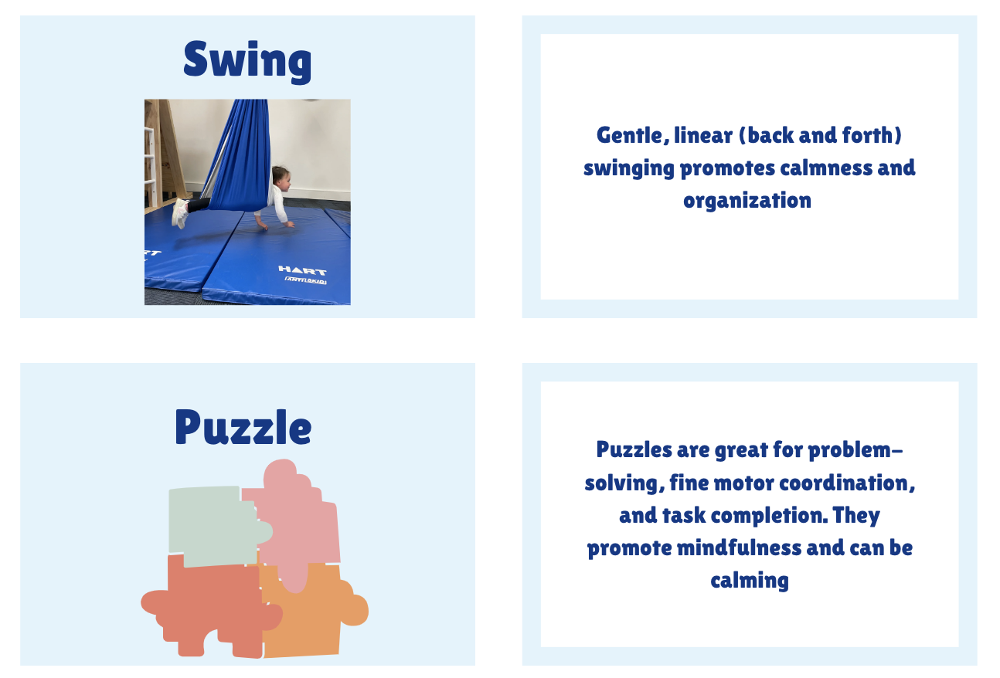 Swing
RT
HART
ANTI SKID
Gentle, linear (back and forth)
swinging promotes calmness and
organization
Puzzle
Puzzles are great for problem-
solving, fine motor coordination,
and task completion. They
promote mindfulness and can be
calming